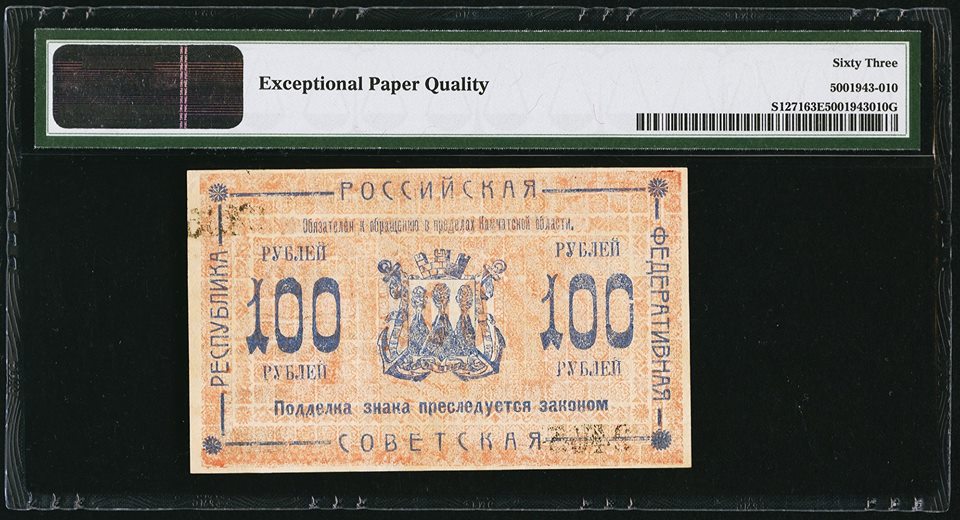 Exceptional Paper Quality
Sixty Three
5001943-010
S127163E5001943010G
РОССИЙСКАЯ
Обязателен к обращению в пределах Камчатской области.
РУБЛЕЙ
РУБЛЕЙ
100
100
РУБЛЕЙ
РУБЛЕЙ
РЕСПУБЛИКА
ФЕДЕРАТИВНАЯ
Подделка знака преследуется законом
СОВЕТСКАЯ